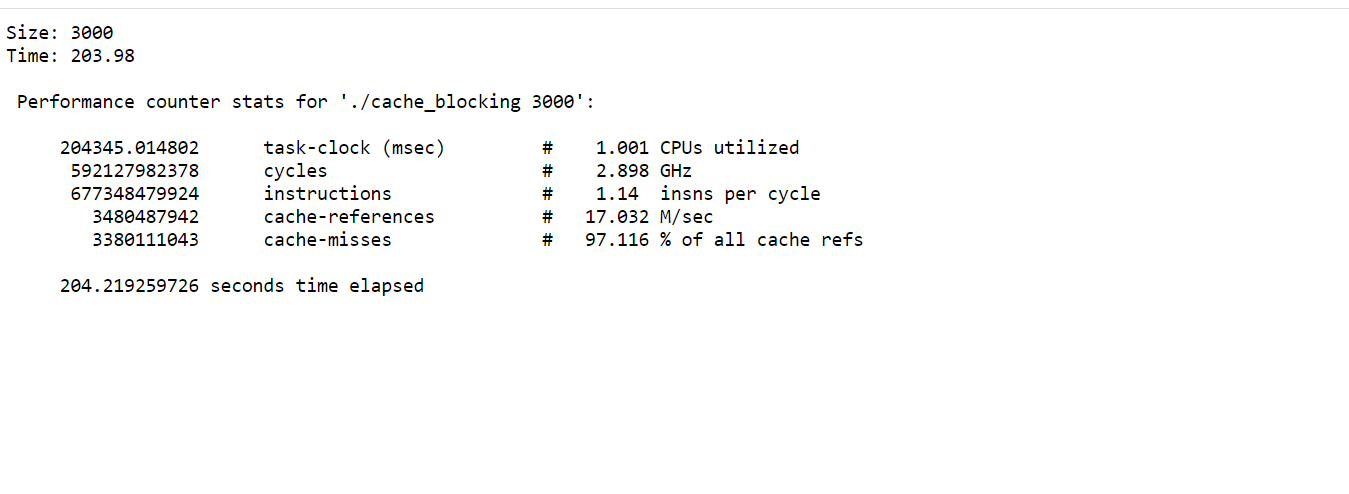 Size: 3000
Time: 203.98
Performance counter stats for './cache_blocking 3000':
204345.014802 task-clock (msec) # 1.001 CPUs utilized
592127982378 cycles # 2.898 GHz
677348479924 instructions # 1.14 insns per cycle
3480487942 cache-references # 17.032 M/sec
3380111043 cache-misses # 97.116 % of all cache refs
204.219259726 seconds time elapsed